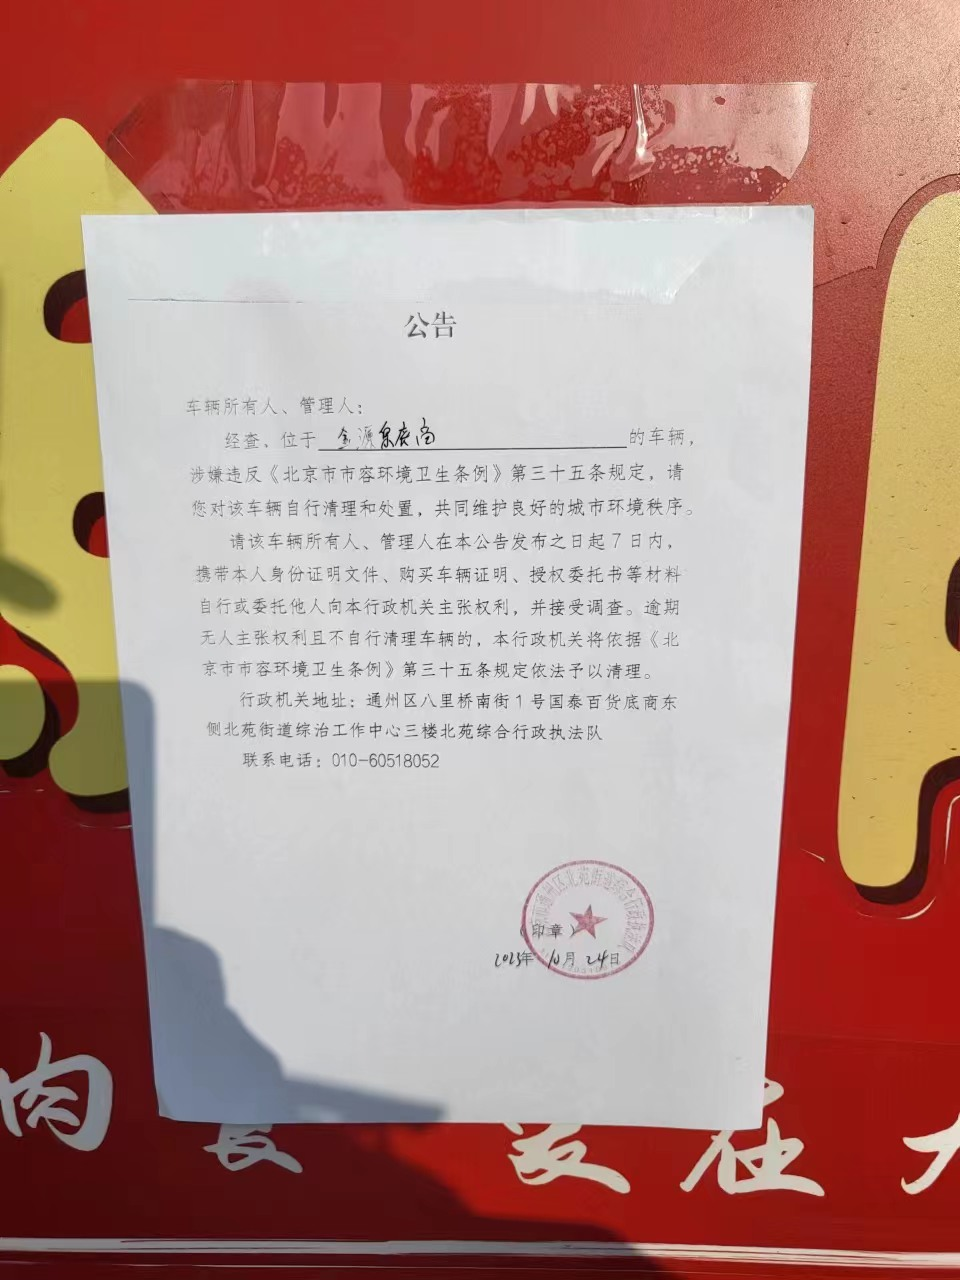 公告
车辆所有人、管理人：
经查、位于 金源泉底商 的车辆，
涉嫌违反《北京市市容环境卫生条例》第三十五条规定，请
您对该车辆自行清理和处置，共同维护良好的城市环境秩序。
请该车辆所有人、管理人在本公告发布之日起7日内，
携带本人身份证明文件、购买车辆证明、授权委托书等材料
自行或委托他人向本行政机关主张权利，并接受调查。逾期
无人主张权利且不自行清理车辆的，本行政机关将依据《北
京市市容环境卫生条例》第三十五条规定依法予以清理。
行政机关地址：通州区八里桥南街1号国泰百货底商东
侧北苑街道综治工作中心三楼北苑综合行政执法队
联系电话：010-60518052
（印章）
2025年 10月 24日
肉 在